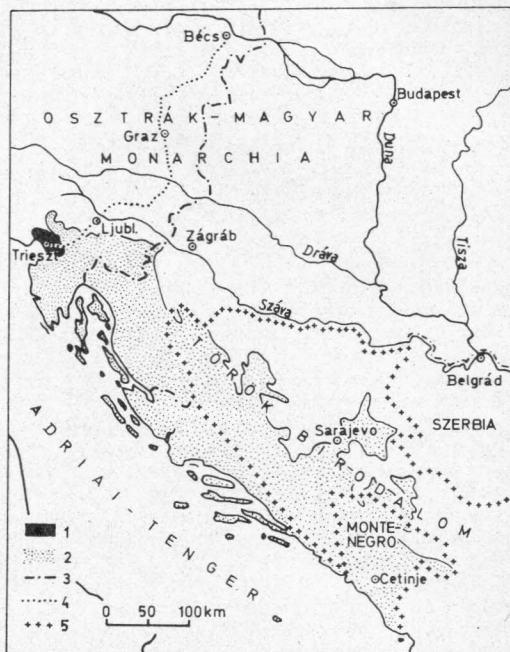 Bécs
Budapest
OSZTRÁK-MAGYAR
Graz
MONARCHIA
Duna
Tisza
Ljubl.
Trieszt
Zágráb
Dráva
Száva
Belgrád
TÖRÖK BIRODALOM
SZERBIA
Sarajevo
MONTE-
NEGRO
Cetinje
ADRIAI-TENGER
1
2
3
4
5
0 50 100km